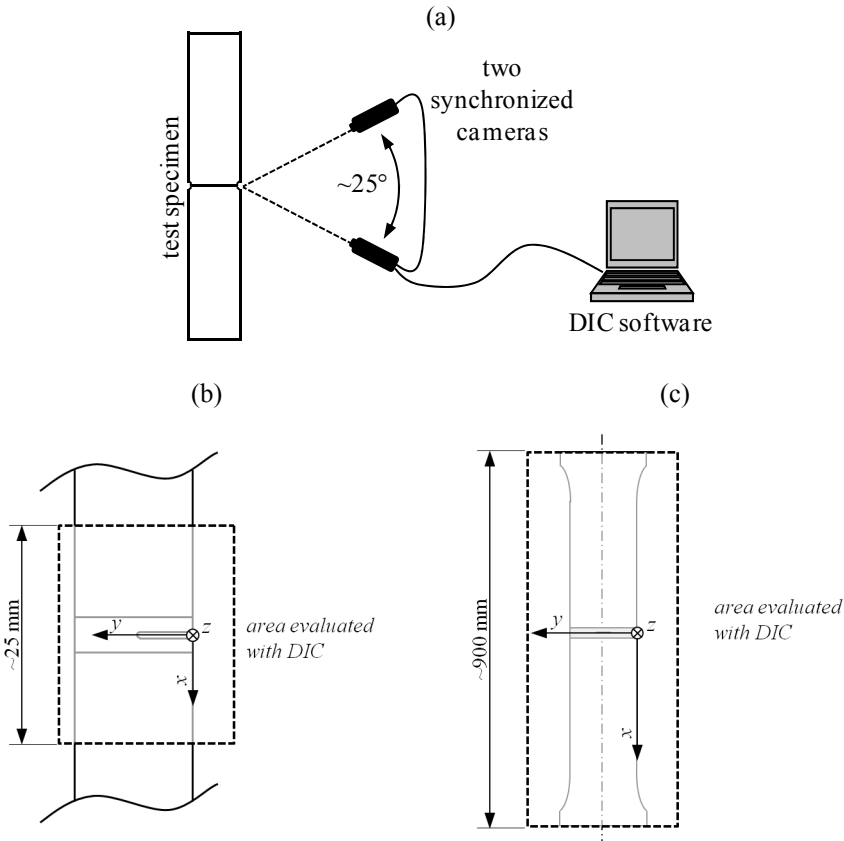 (a)
two
synchronized
cameras
test specimen
~25°
DIC software
(b)
(c)
~25 mm
y
z
x
area evaluated
with DIC
~900 mm
y
z
x
area evaluated
with DIC